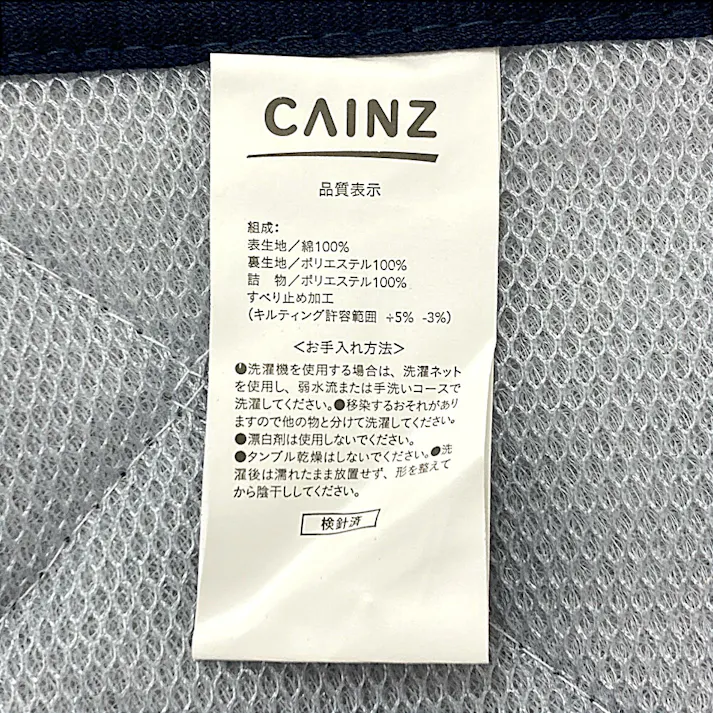 CAINZ
品質表示
組成：
表生地／綿100%
裏生地／ポリエステル100%
詰　物／ポリエステル100%
すべり止め加工
（キルティング許容範囲 ÷5% -3%）
＜お手入れ方法＞
●洗濯機を使用する場合は、洗濯ネット
を使用し、弱水流または手洗いコースで
洗濯してください。●移染するおそれがあり
ますので他の物と分けて洗濯してください。
●漂白剤は使用しないでください。
●タンブル乾燥はしないでください。●洗
濯後は濡れたまま放置せず、形を整えて
から陰干ししてください。
検針済